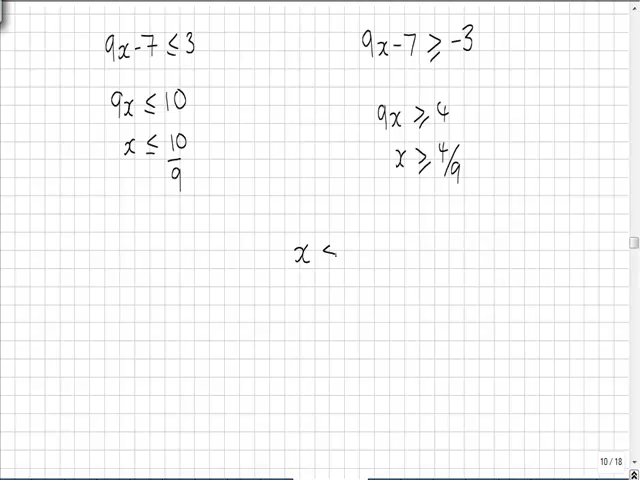 9x-7 ≤ 3
9x ≤ 10
x ≤ 10/9
9x-7 ≥ -3
9x ≥ 4
x ≥ 4/9
x <
10 / 18